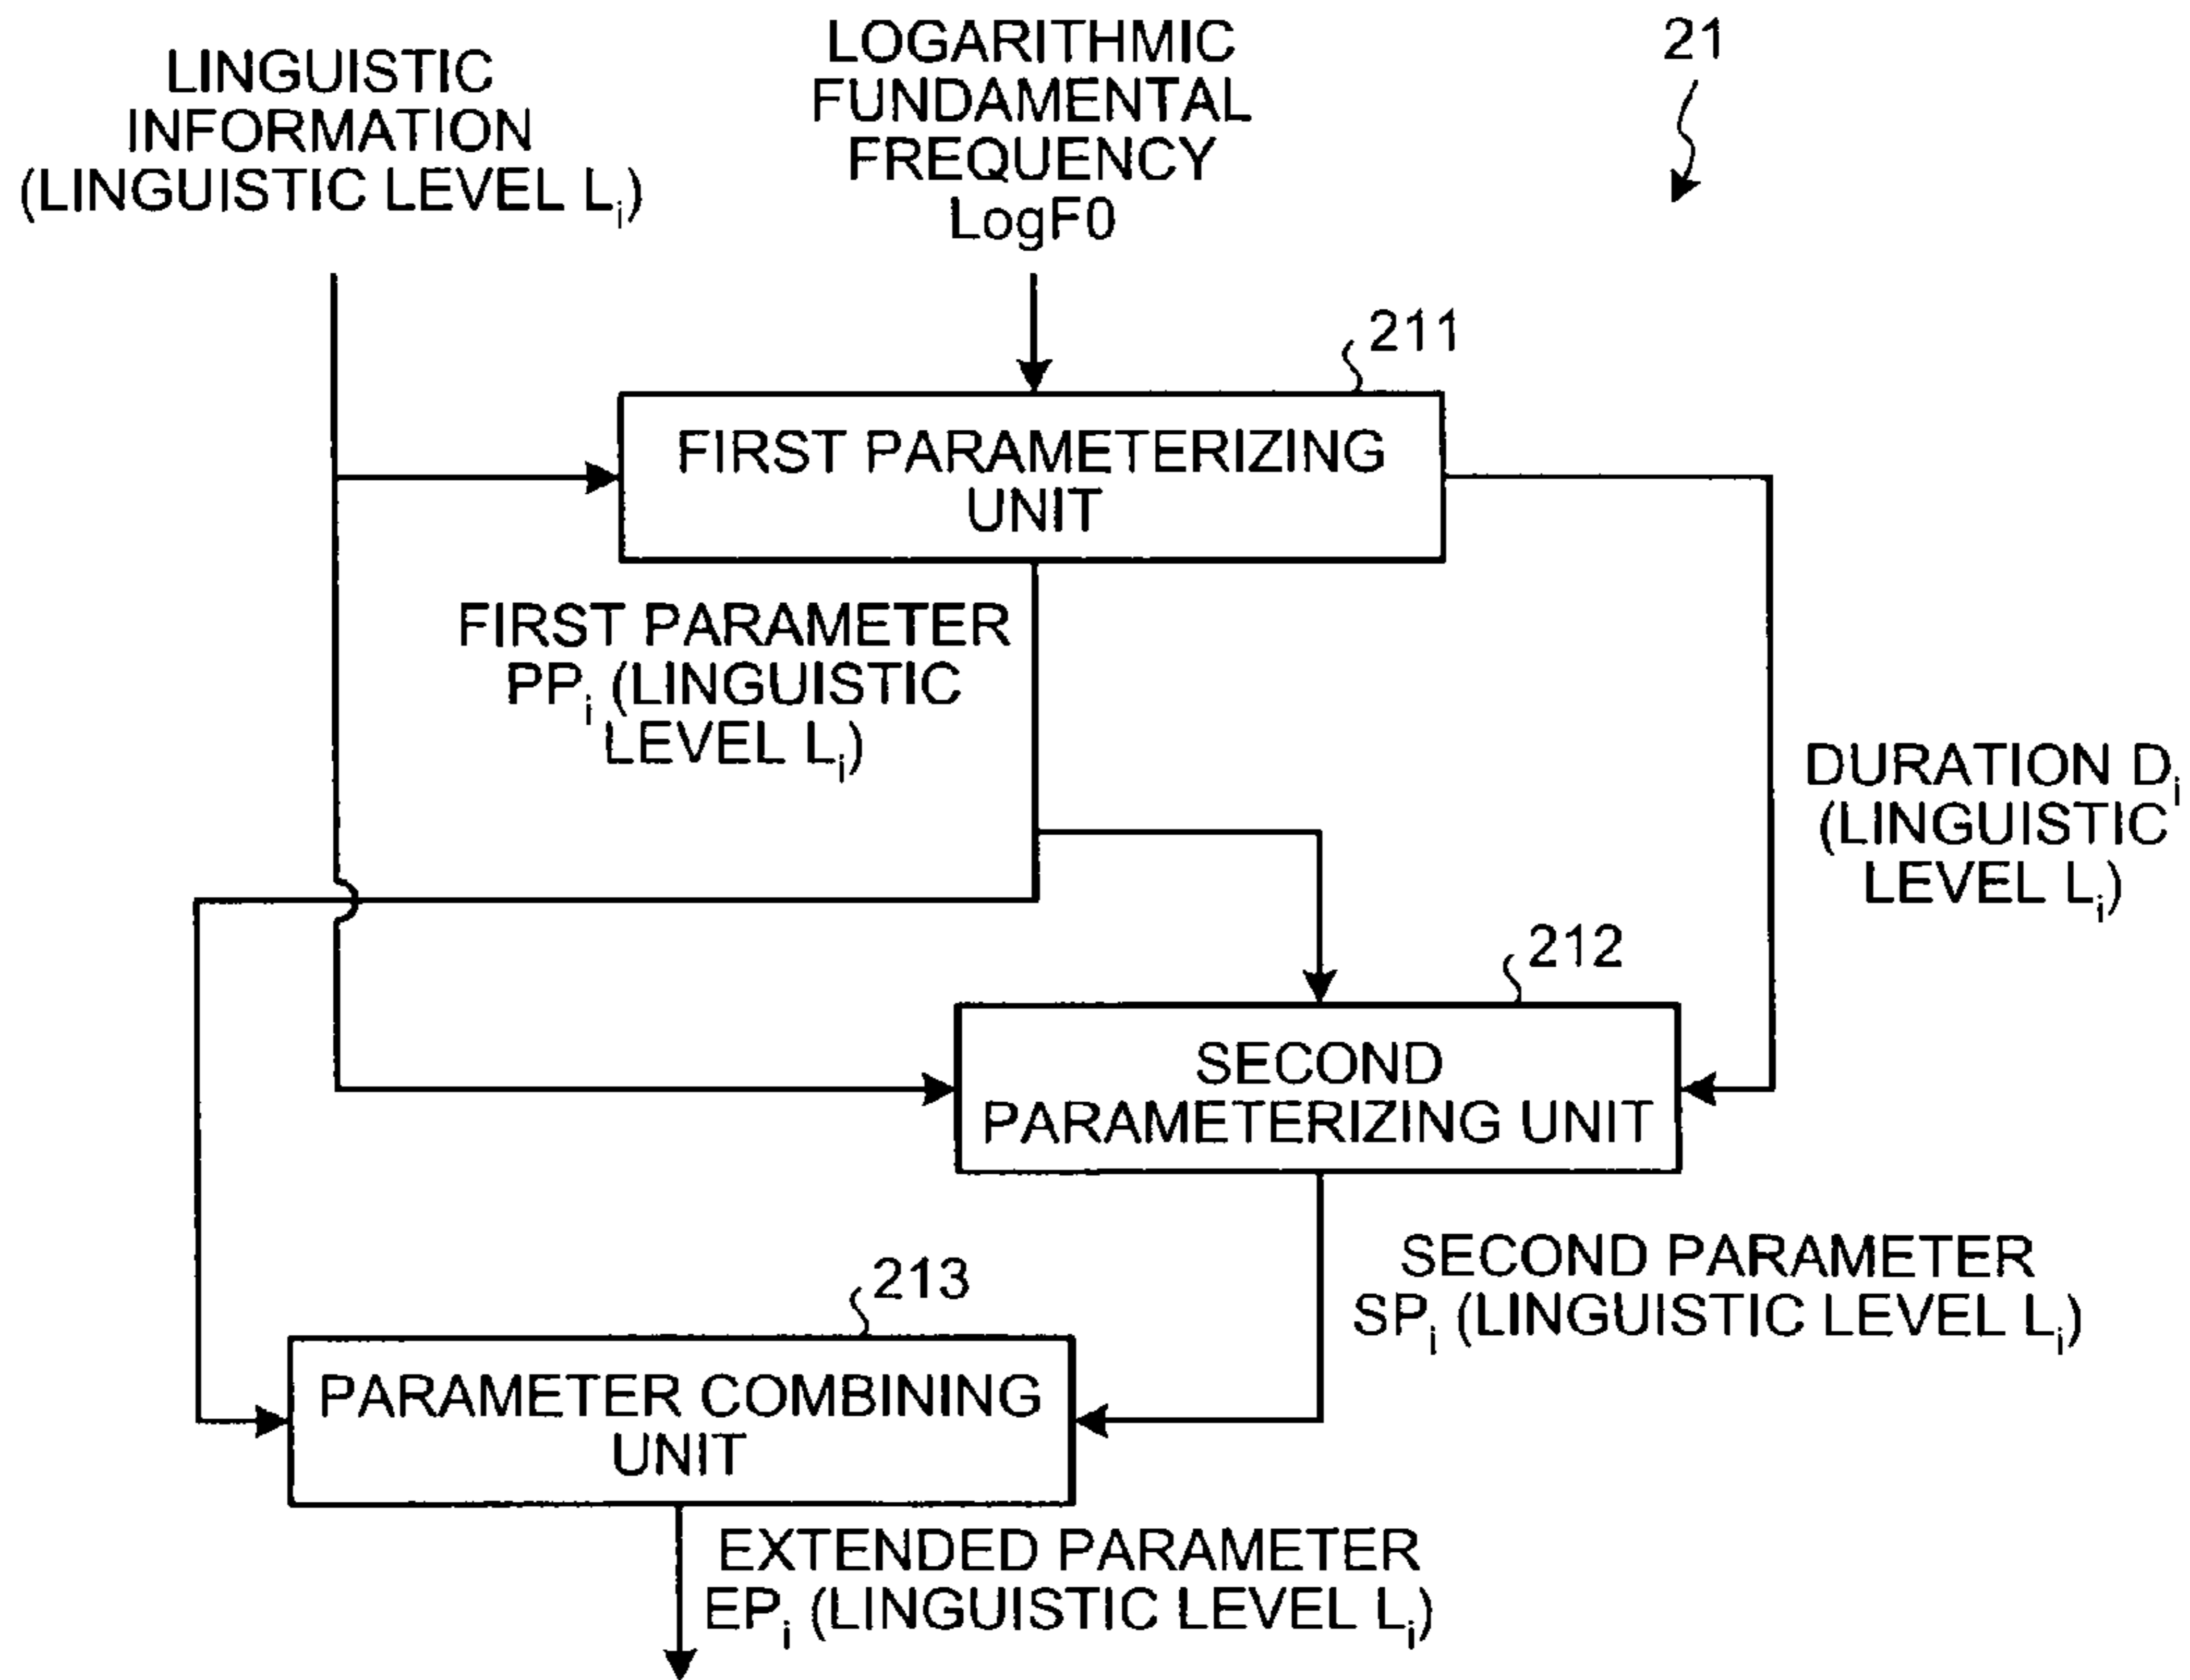 LINGUISTIC
INFORMATION
(LINGUISTIC LEVEL Li)
LOGARITHMIC
FUNDAMENTAL
FREQUENCY
LogF0
21
211
FIRST PARAMETERIZING
UNIT
FIRST PARAMETER
PPi (LINGUISTIC
LEVEL Li)
DURATION Di
(LINGUISTIC
LEVEL Li)
212
SECOND
PARAMETERIZING UNIT
SECOND PARAMETER
SPi (LINGUISTIC LEVEL Li)
213
PARAMETER COMBINING
UNIT
EXTENDED PARAMETER
EPi (LINGUISTIC LEVEL Li)